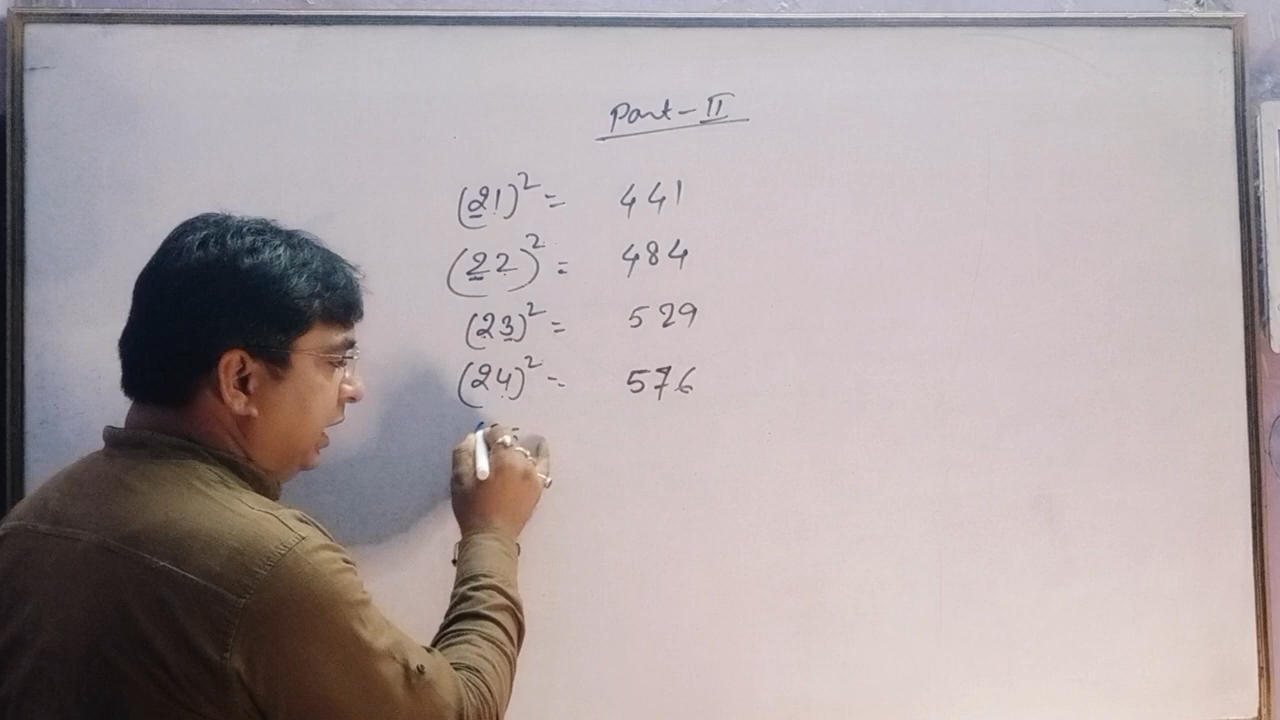 Part-II
(21)² = 441
(22)² = 484
(23)² = 529
(24)² = 576